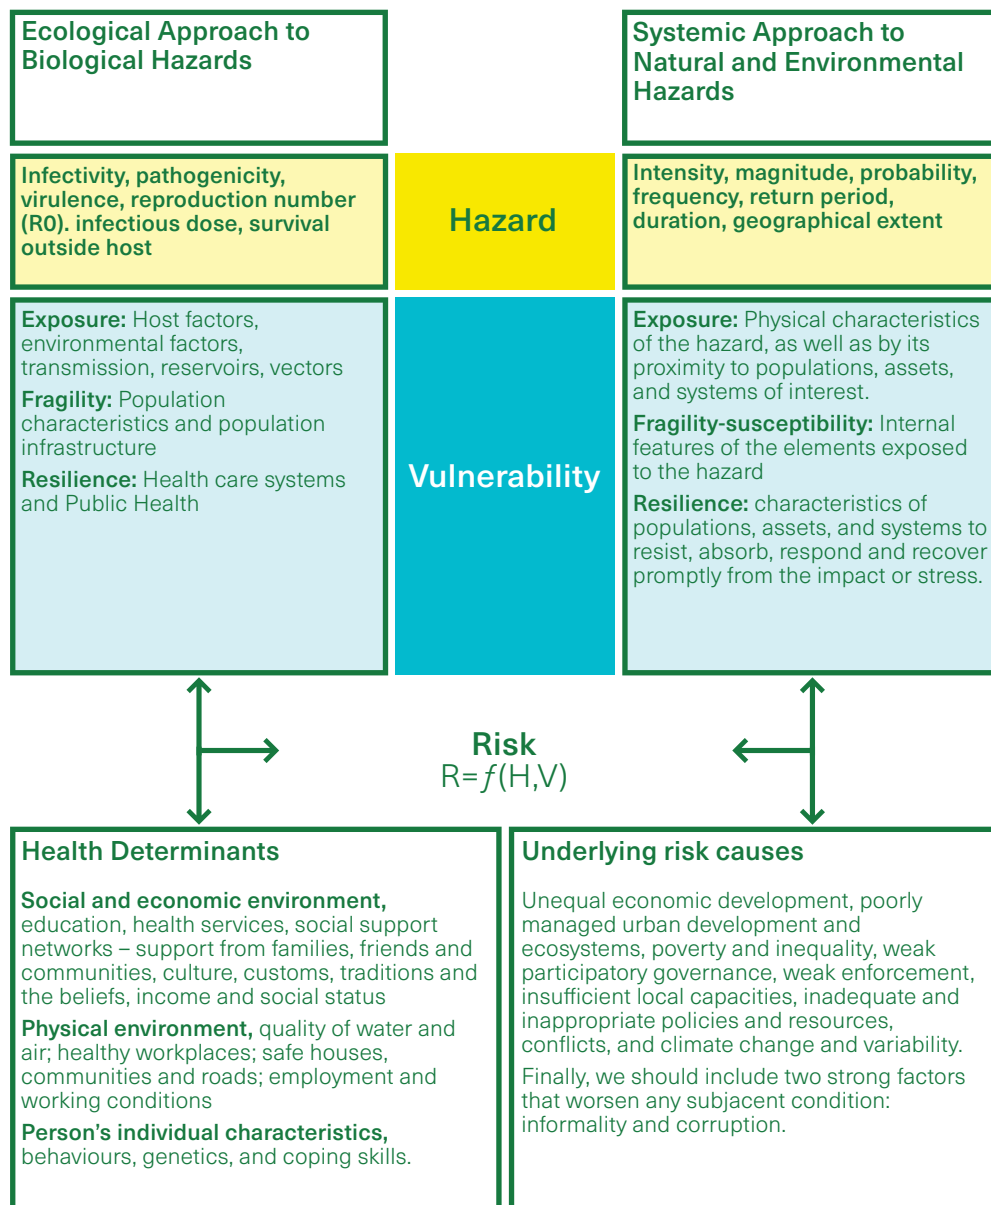 Ecological Approach to
Biological Hazards
Systemic Approach to
Natural and Environmental
Hazards
Infectivity, pathogenicity,
virulence, reproduction number
(R0). infectious dose, survival
outside host
Hazard
Intensity, magnitude, probability,
frequency, return period,
duration, geographical extent
Exposure: Host factors,
environmental factors,
transmission, reservoirs, vectors
Fragility: Population
characteristics and population
infrastructure
Resilience: Health care systems
and Public Health
Vulnerability
Exposure: Physical characteristics
of the hazard, as well as by its
proximity to populations, assets,
and systems of interest.
Fragility-susceptibility: Internal
features of the elements exposed
to the hazard
Resilience: characteristics of
populations, assets, and systems to
resist, absorb, respond and recover
promptly from the impact or stress.
Risk
R=f(H,V)
Health Determinants
Social and economic environment,
education, health services, social support
networks – support from families, friends and
communities, culture, customs, traditions and
the beliefs, income and social status
Physical environment, quality of water and
air; healthy workplaces; safe houses,
communities and roads; employment and
working conditions
Person's individual characteristics,
behaviours, genetics, and coping skills.
Underlying risk causes
Unequal economic development, poorly
managed urban development and
ecosystems, poverty and inequality, weak
participatory governance, weak enforcement,
insufficient local capacities, inadequate and
inappropriate policies and resources,
conflicts, and climate change and variability.
Finally, we should include two strong factors
that worsen any subjacent condition:
informality and corruption.